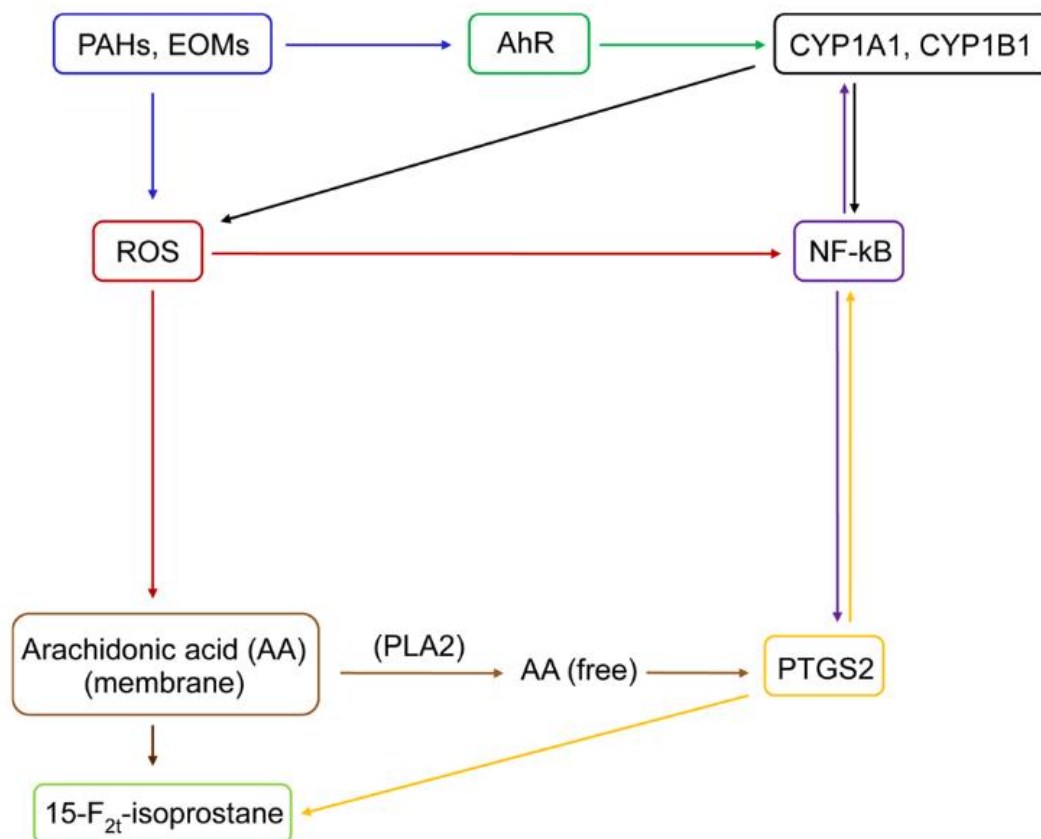 PAHs, EOMs
AhR
CYP1A1, CYP1B1
ROS
NF-kB
Arachidonic acid (AA)
(membrane)
(PLA2)
AA (free)
PTGS2
15-F2t-isoprostane